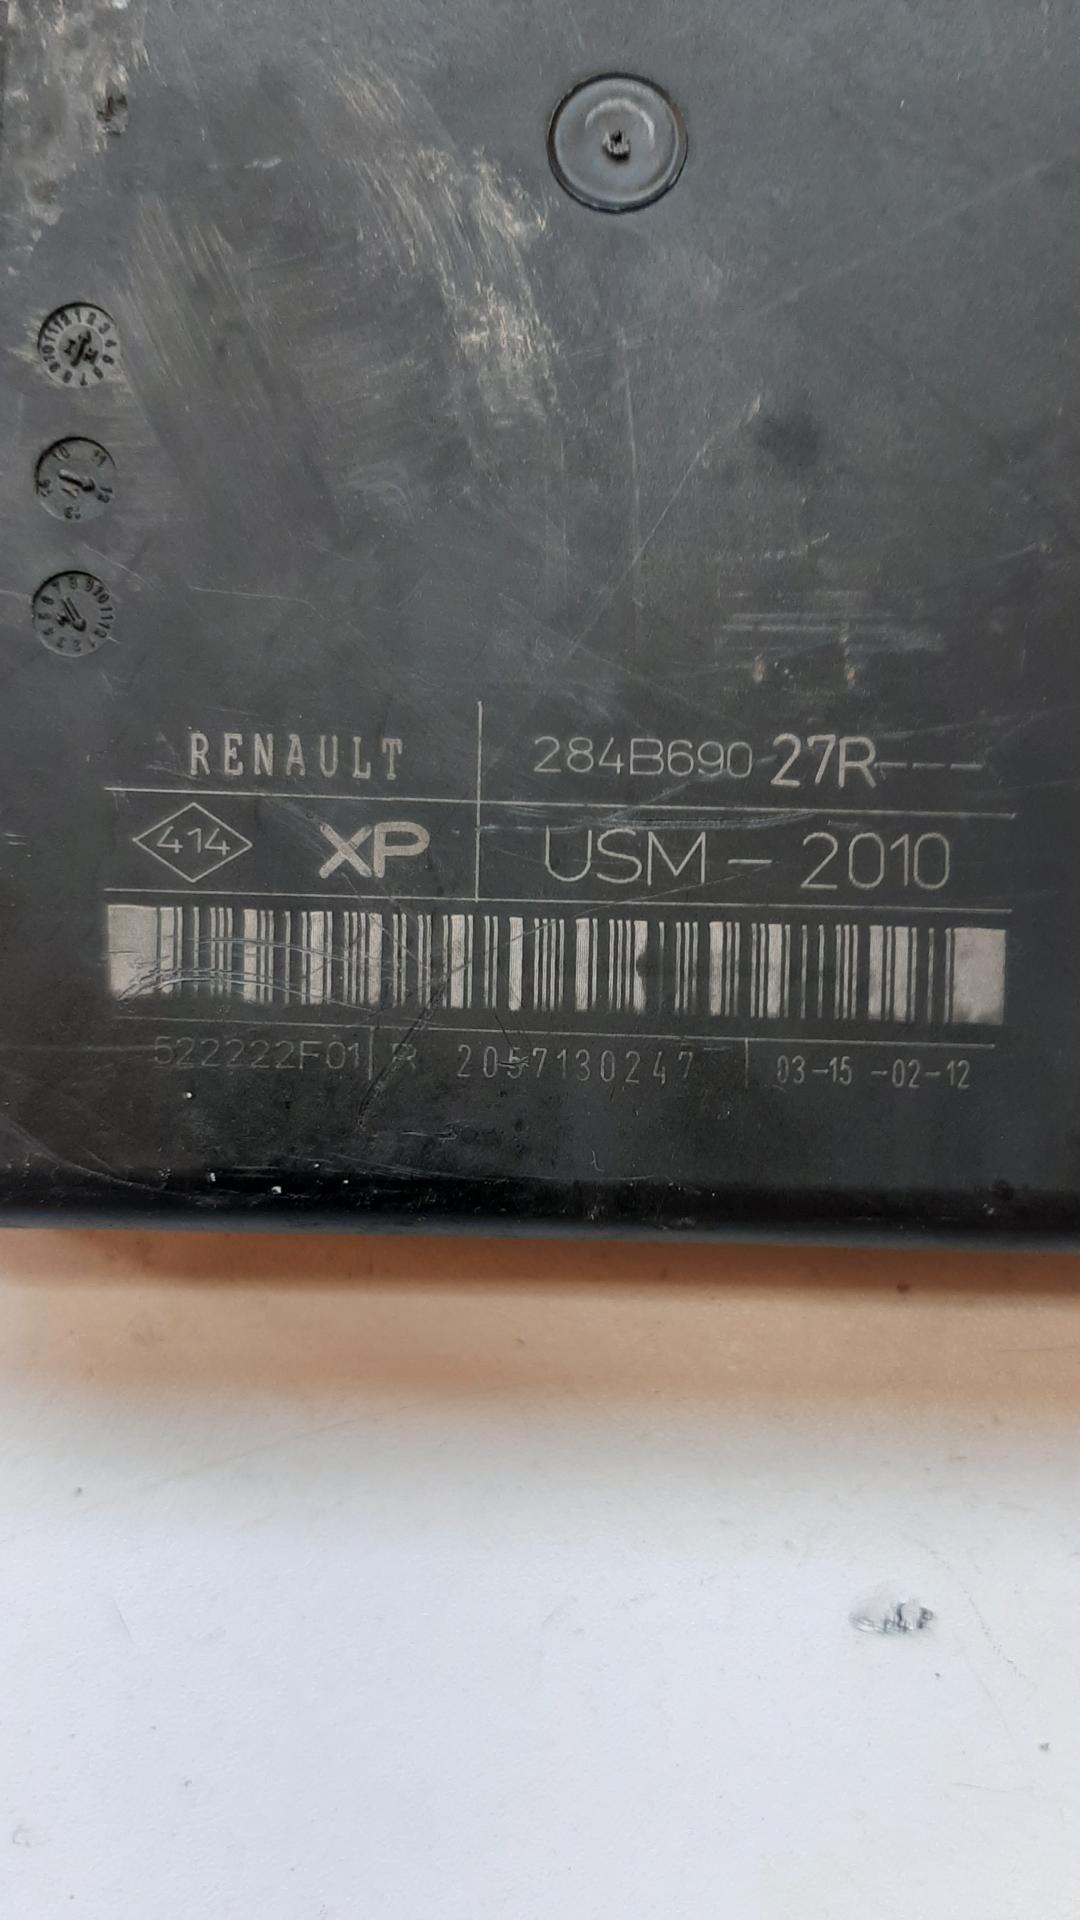 RENAULT 284B690 27R---
414 XP USM - 2010
522222F01 R 2057130247 03-15 -02-12